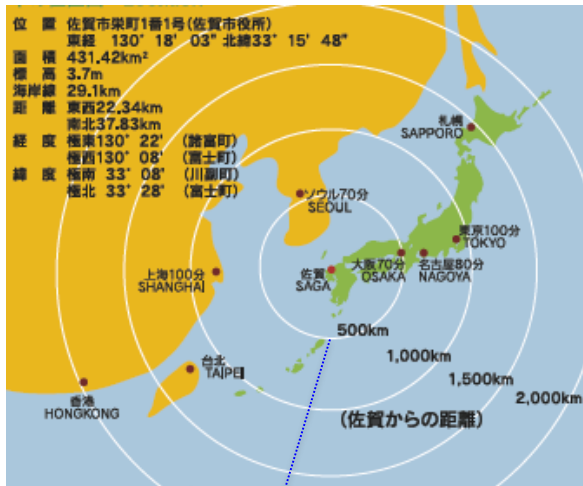 位 置 佐賀市栄町1番1号(佐賀市役所)
東経 130°18′03″北緯33°15′48″
面 積 431.42km²
標 高 3.7m
海岸線 29.1km
距 離 東西22.34km
南北37.83km
経 度 極東130°22′ (諸富町)
極西130°08′ (富士町)
緯 度 極南 33°08′ (川副町)
極北 33°28′ (富士町)
札幌
SAPPORO
ソウル70分
SEOUL
東京100分
TOKYO
大阪70分
OSAKA
名古屋80分
NAGOYA
上海100分
SHANGHAI
佐賀
SAGA
500km
台北
TAIPEI
1,000km
1,500km
2,000km
香港
HONGKONG
(佐賀からの距離)